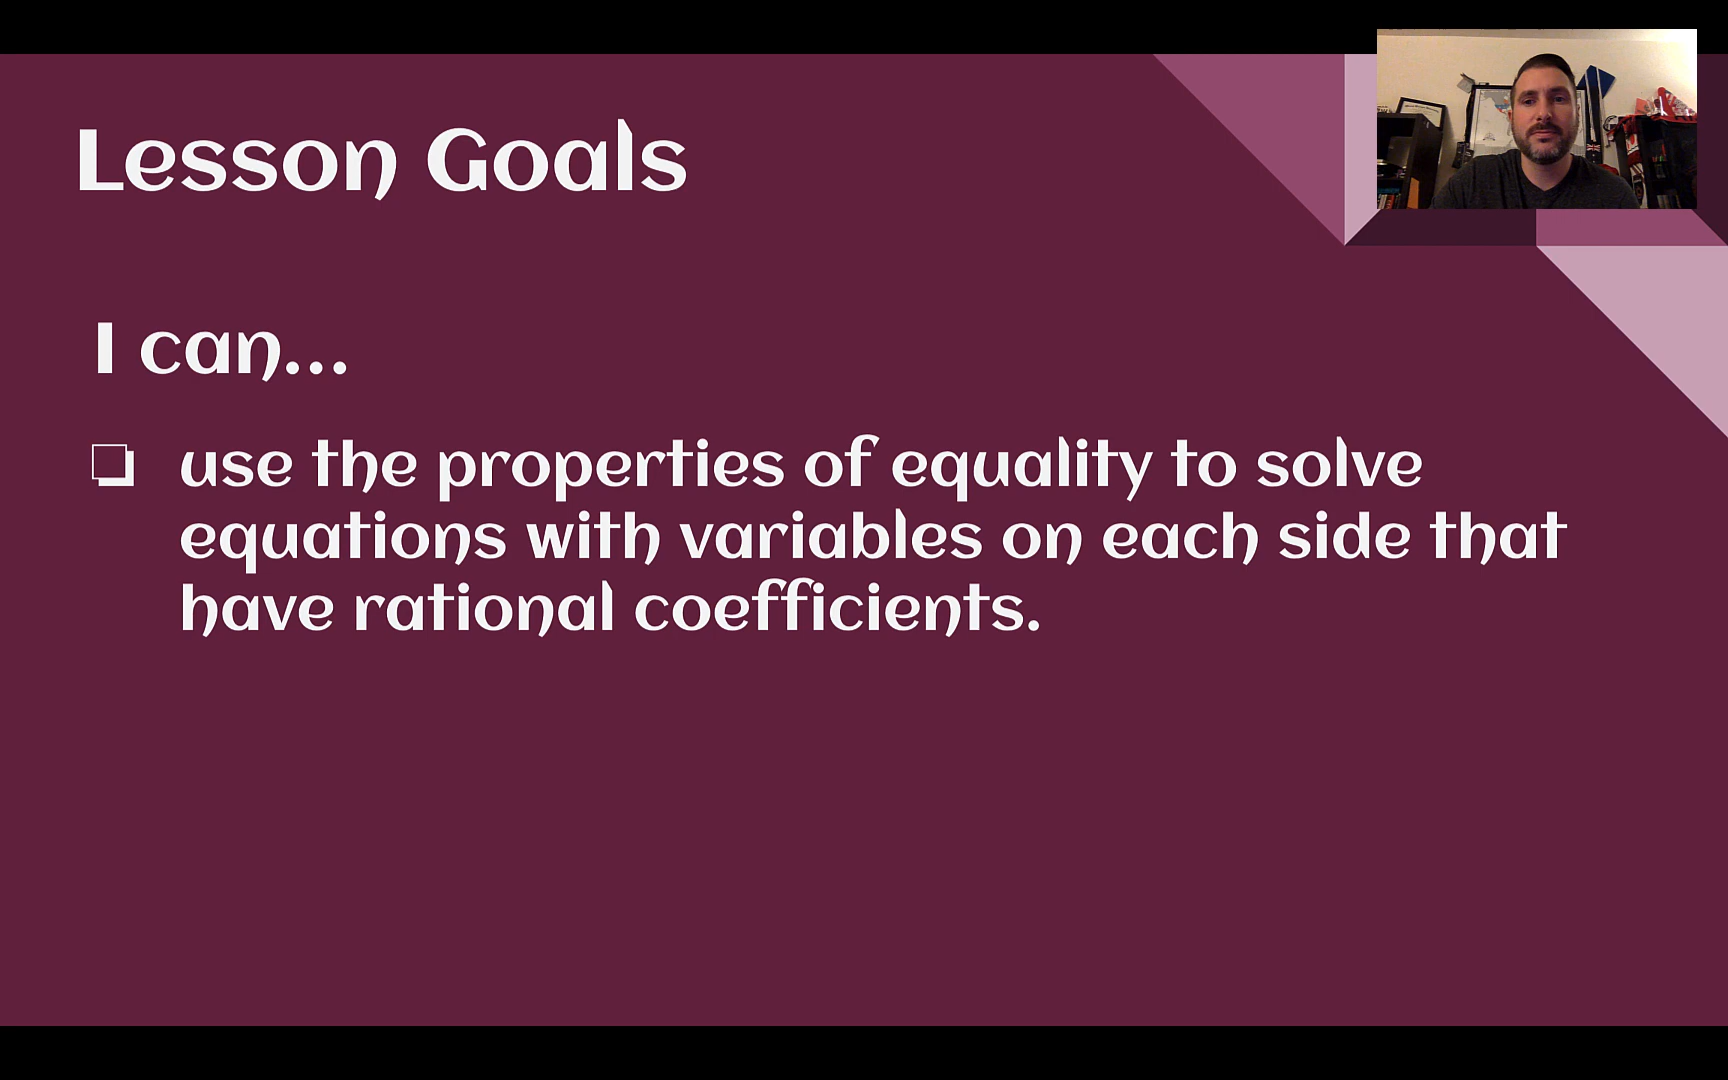 Lesson Goals
I can...
use the properties of equality to solve
equations with variables on each side that
have rational coefficients.